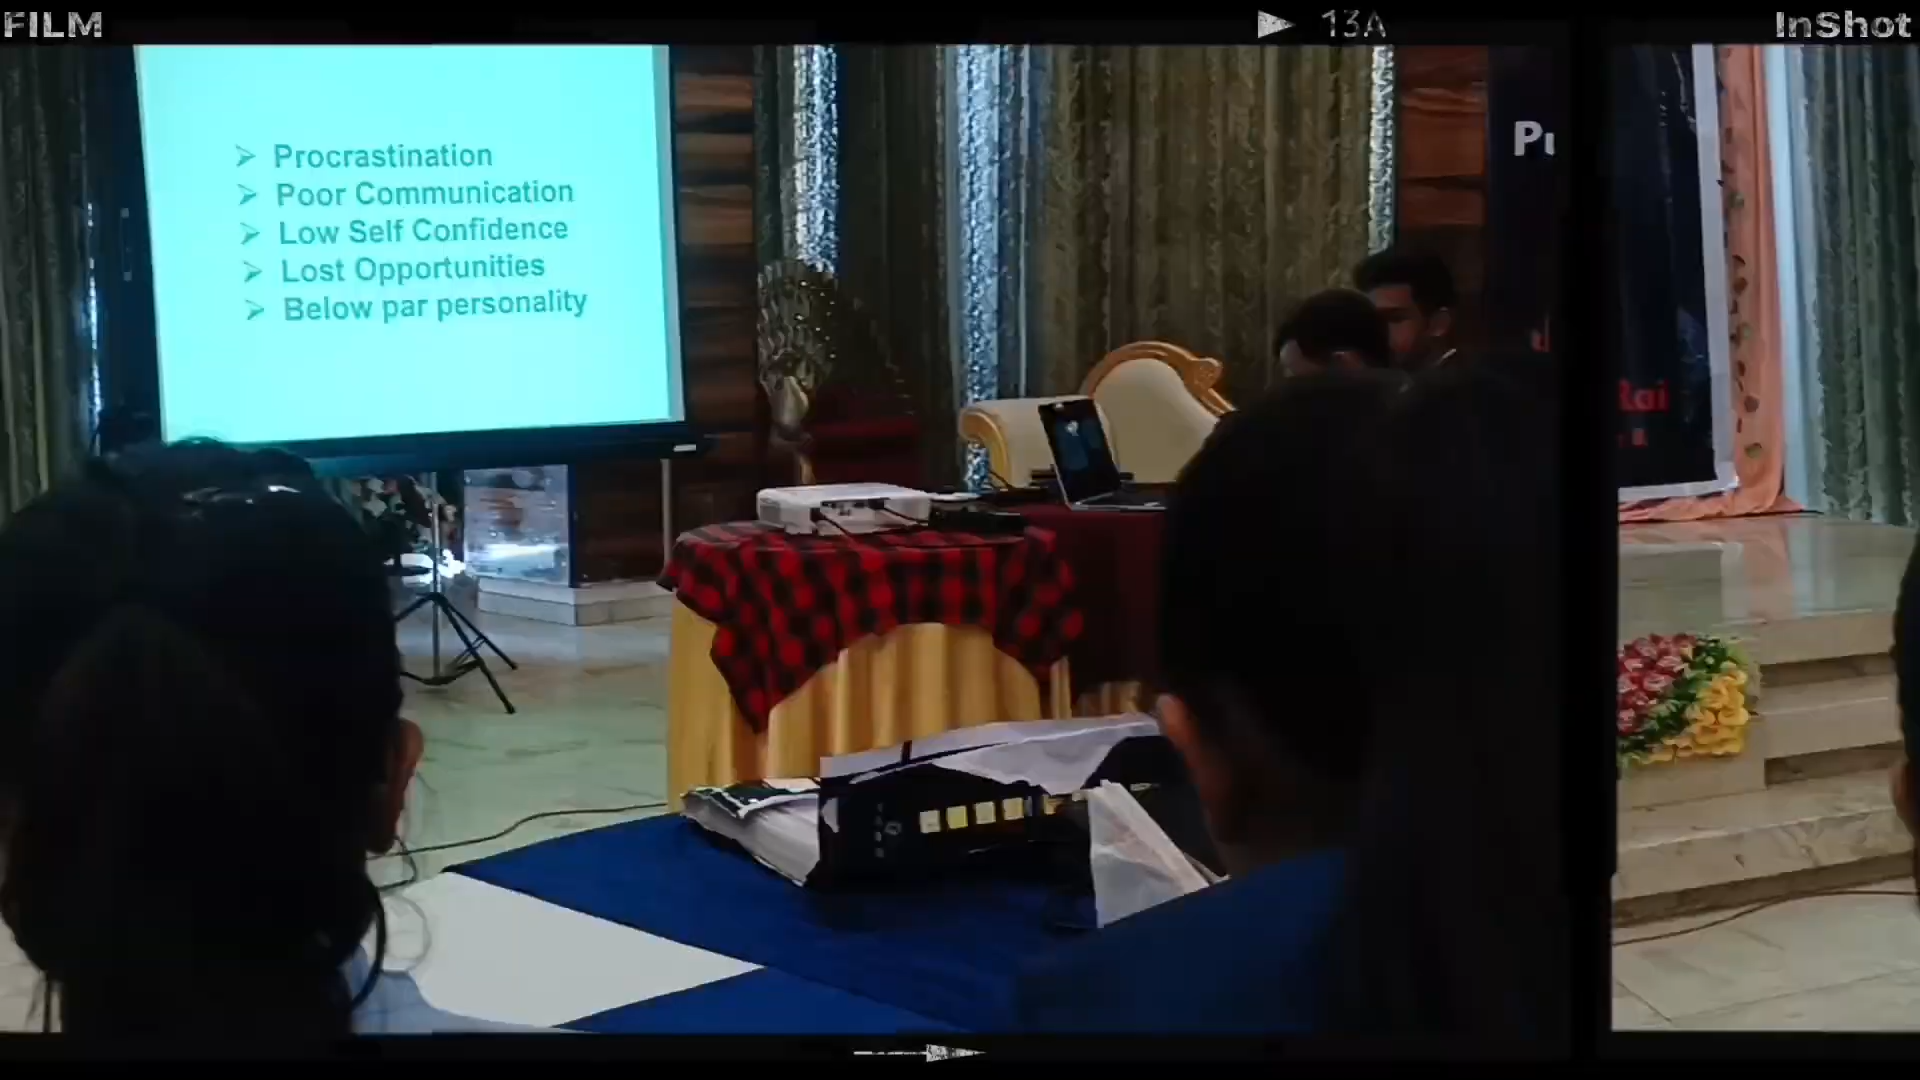 FILM
13A
InShot
➢ Procrastination
➢ Poor Communication
➢ Low Self Confidence
➢ Lost Opportunities
➢ Below par personality